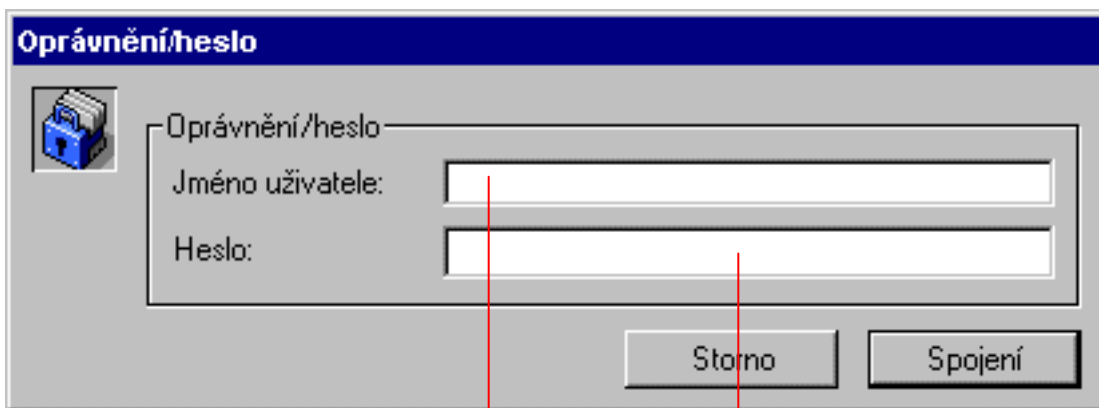 Oprávnění/heslo
Oprávnění/heslo
Jméno uživatele:
Heslo:
Storno
Spojení